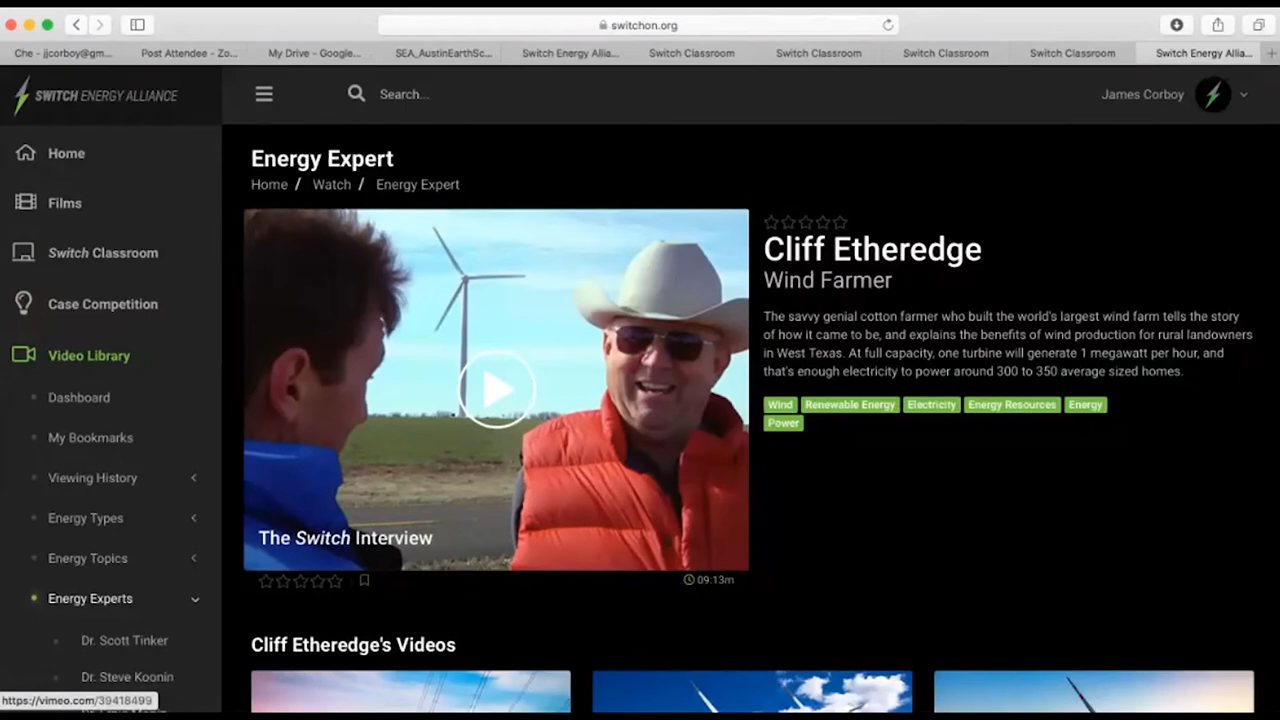 switchon.org
Che - jjcorboy@gm...
Post Attendee - Zo...
My Drive - Google...
SEA_AustinEarthSc...
Switch Energy Allia...
Switch Classroom
Switch Classroom
Switch Classroom
Switch Classroom
Switch Energy Allia...
SWITCH ENERGY ALLIANCE
Search...
James Corboy
Home
Films
Switch Classroom
Case Competition
Video Library
Dashboard
My Bookmarks
Viewing History
Energy Types
Energy Topics
Energy Experts
Dr. Scott Tinker
Dr. Steve Koonin
https://vimeo.com/39418499
Energy Expert
Home / Watch / Energy Expert
The Switch Interview
09:13m
Cliff Etheredge
Wind Farmer
The savvy genial cotton farmer who built the world's largest wind farm tells the story
of how it came to be, and explains the benefits of wind production for rural landowners
in West Texas. At full capacity, one turbine will generate 1 megawatt per hour, and
that's enough electricity to power around 300 to 350 average sized homes.
Wind Renewable Energy Electricity Energy Resources Energy
Power
Cliff Etheredge's Videos